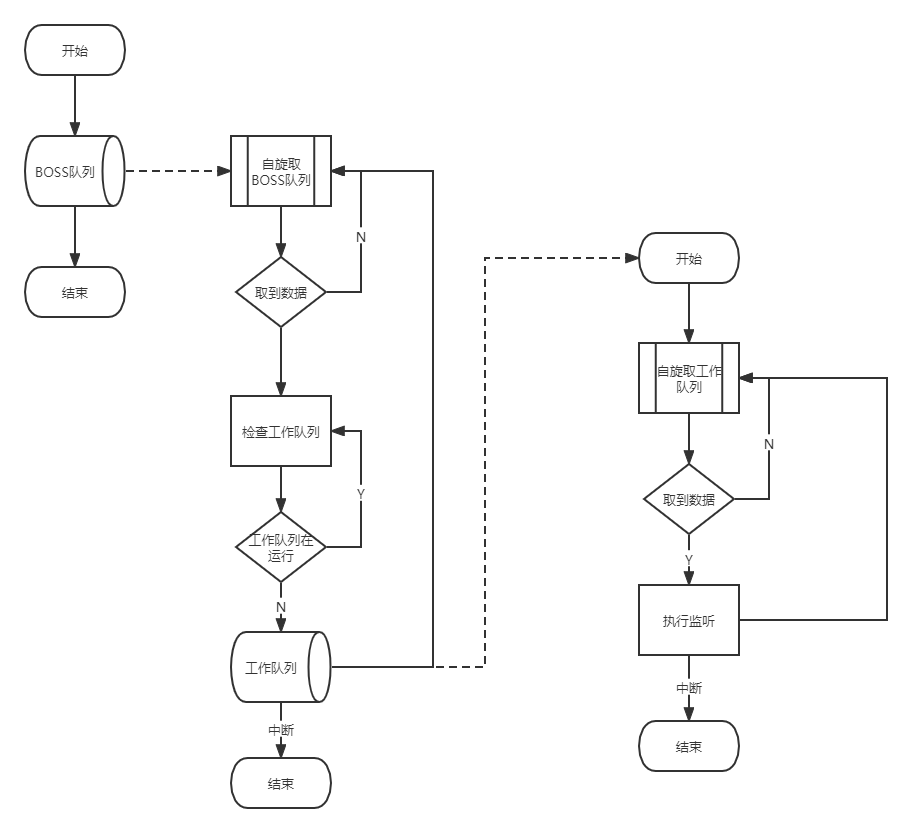 开始
BOSS队列
结束
自旋取
BOSS队列
N
取到数据
检查工作队列
Y
工作队列在
运行
N
工作队列
中断
结束
开始
自旋取工作
队列
N
取到数据
Y
执行监听
中断
结束